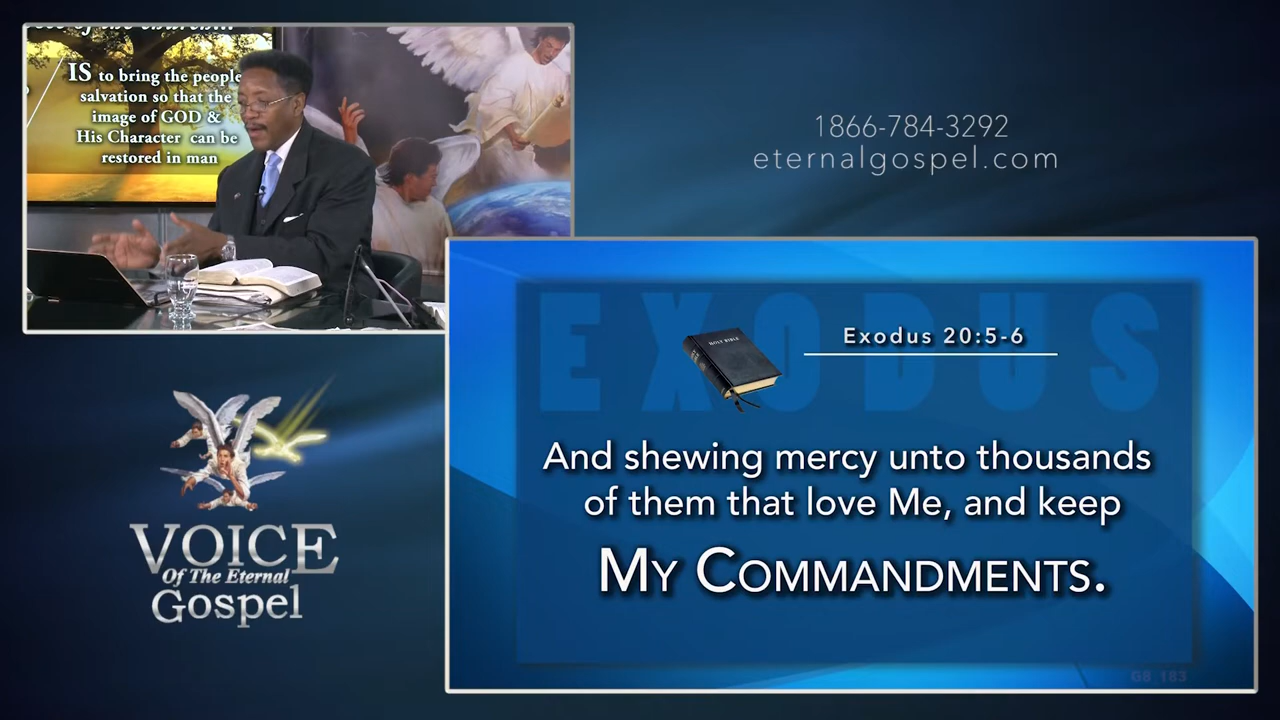 IS to bring the people
salvation so that the
image of GOD &
His Character can be
restored in man
1866-784-3292
eternalgospel.com
EXODUS
HOLY BIBLE
Exodus 20:5-6
And shewing mercy unto thousands
of them that love Me, and keep
MY COMMANDMENTS.
VOICE
Of The Eternal
Gospel
G8_183